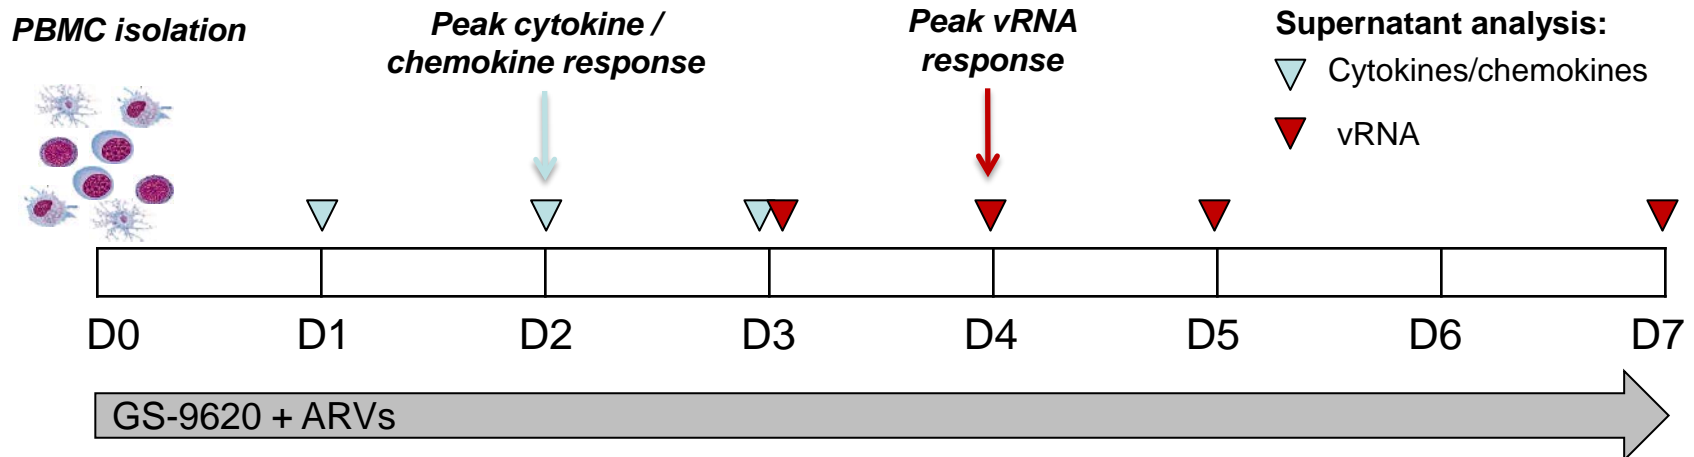 PBMC isolation
Peak cytokine /
chemokine response
Peak vRNA
response
Supernatant analysis:
Cytokines/chemokines
vRNA
D0 D1 D2 D3 D4 D5 D6 D7
GS-9620 + ARVs